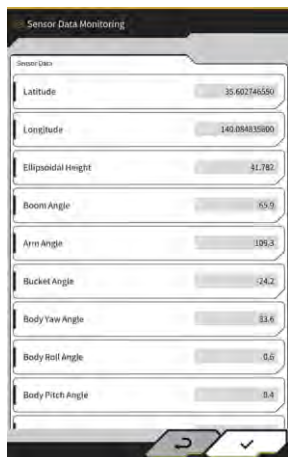 Sensor Data Monitoring
Sensor Data
Latitude 35.602746550
Longitude 140.084835800
Ellipsoidal Height 41.782
Boom Angle 65.9
Arm Angle 109.3
Bucket Angle -24.2
Body Yaw Angle 33.6
Body Roll Angle 0.6
Body Pitch Angle 0.4